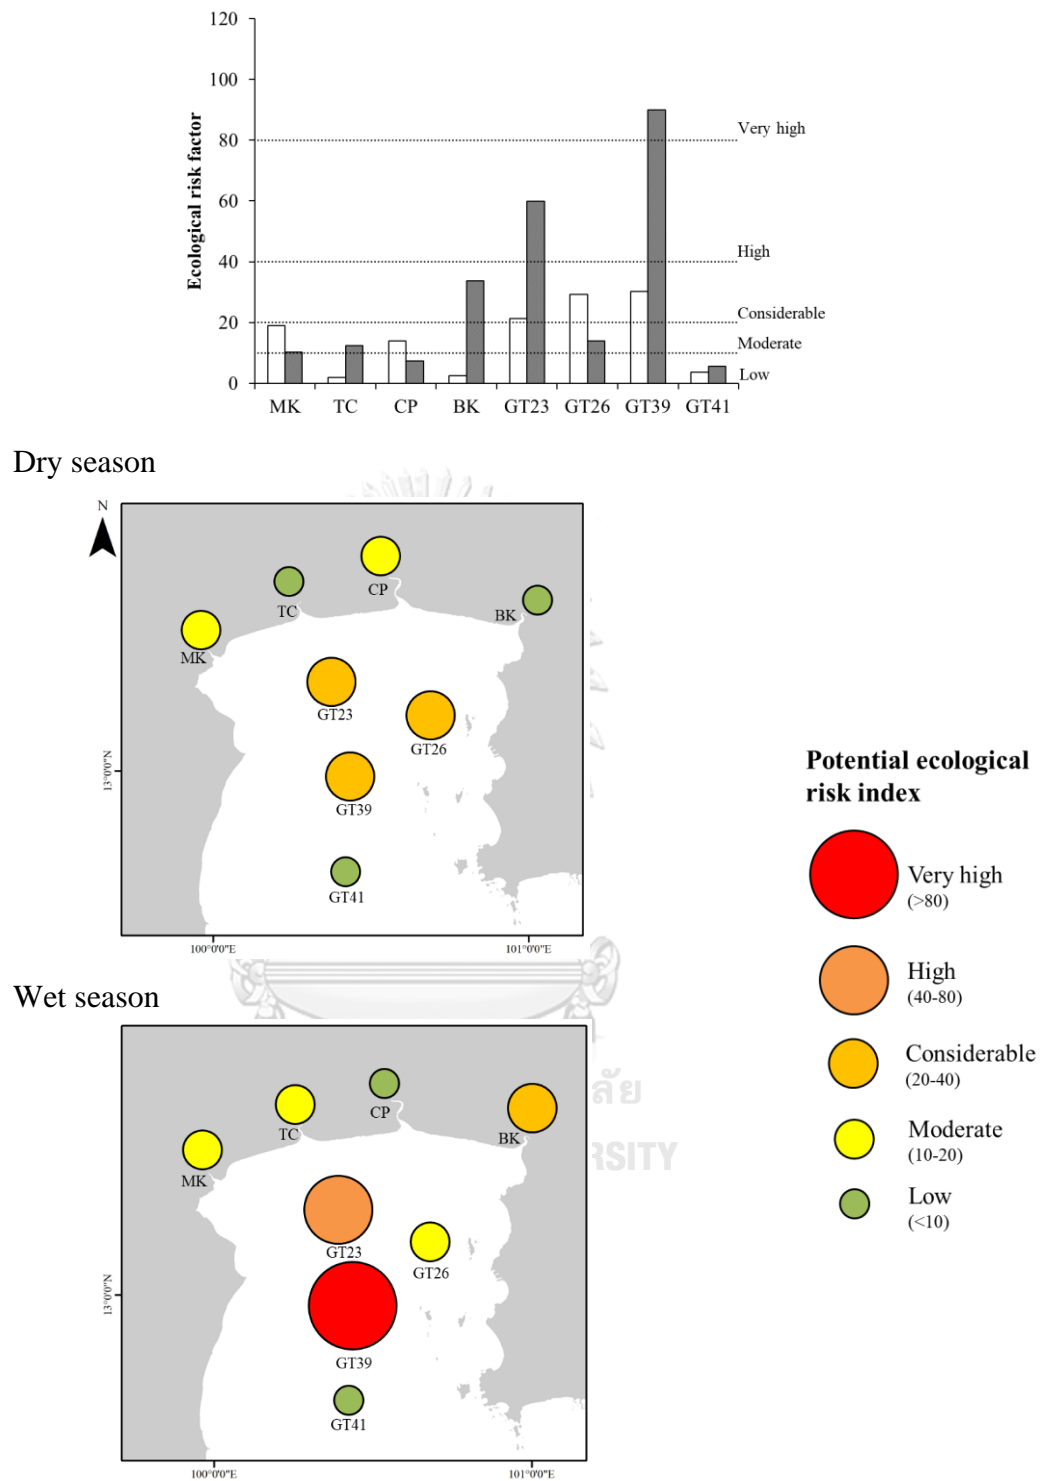 120
100
80
60
40
20
0
Ecological risk factor
Very high
High
Considerable
Moderate
Low
MK TC CP BK GT23 GT26 GT39 GT41
Dry season
N
CP
TC
BK
MK
GT23
GT26
GT39
GT41
13°0'0"N
100°0'0"E 101°0'0"E
Potential ecological
risk index
Very high
(>80)
High
(40-80)
Considerable
(20-40)
Moderate
(10-20)
Low
(<10)
Wet season
CP
TC
BK
MK
GT23
GT26
GT39
GT41
13°0'0"N
100°0'0"E 101°0'0"E
ลัย
RSITY